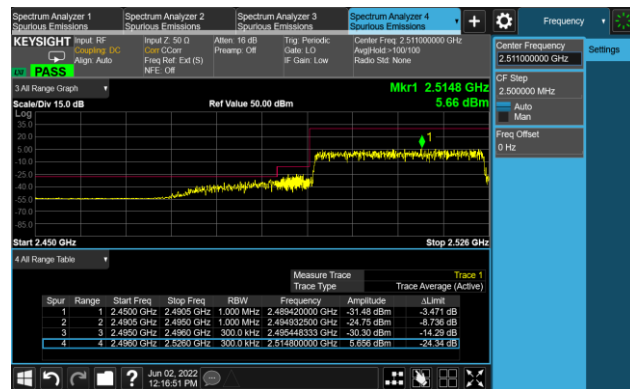 Spectrum Analyzer 1 Spectrum Analyzer 2 Spectrum Analyzer 3 Spectrum Analyzer 4 + Frequency
Spurious Emissions Spurious Emissions Spurious Emissions Spurious Emissions
KEYSIGHT Input: RF Input Z: 50 Ω Atten: 16 dB Trig: Periodic Center Freq: 2.511000000 GHz
Coupling: DC Corr CCorr Preamp: Off Gate: LO Avg|Hold:>100/100
Align: Auto Freq Ref: Ext (S) IF Gain: Low Radio Std: None
NFE: Off
PASS
Center Frequency
2.511000000 GHz
Settings
CF Step
2.500000 MHz
Auto
Man
Freq Offset
0 Hz
3 All Range Graph
Mkr1 2.5148 GHz
Scale/Div 15.0 dB Ref Value 50.00 dBm 5.66 dBm
Log
35.0
20.0
5.00
-10.0
-25.0
-40.0
-55.0
-70.0
-85.0
1
Start 2.450 GHz Stop 2.526 GHz
4 All Range Table
Measure Trace Trace 1
Trace Type Trace Average (Active)
Spur Range Start Freq Stop Freq RBW Frequency Amplitude ΔLimit
1 1 2.4500 GHz 2.4905 GHz 1.000 MHz 2.489420000 GHz -31.48 dBm -3.471 dB
2 2 2.4905 GHz 2.4950 GHz 1.000 MHz 2.494932500 GHz -24.75 dBm -8.736 dB
3 3 2.4950 GHz 2.4960 GHz 300.0 kHz 2.495448333 GHz -30.30 dBm -14.29 dB
4 4 2.4960 GHz 2.5260 GHz 300.0 kHz 2.514800000 GHz 5.656 dBm -24.34 dB
? Jun 02, 2022
12:16:51 PM